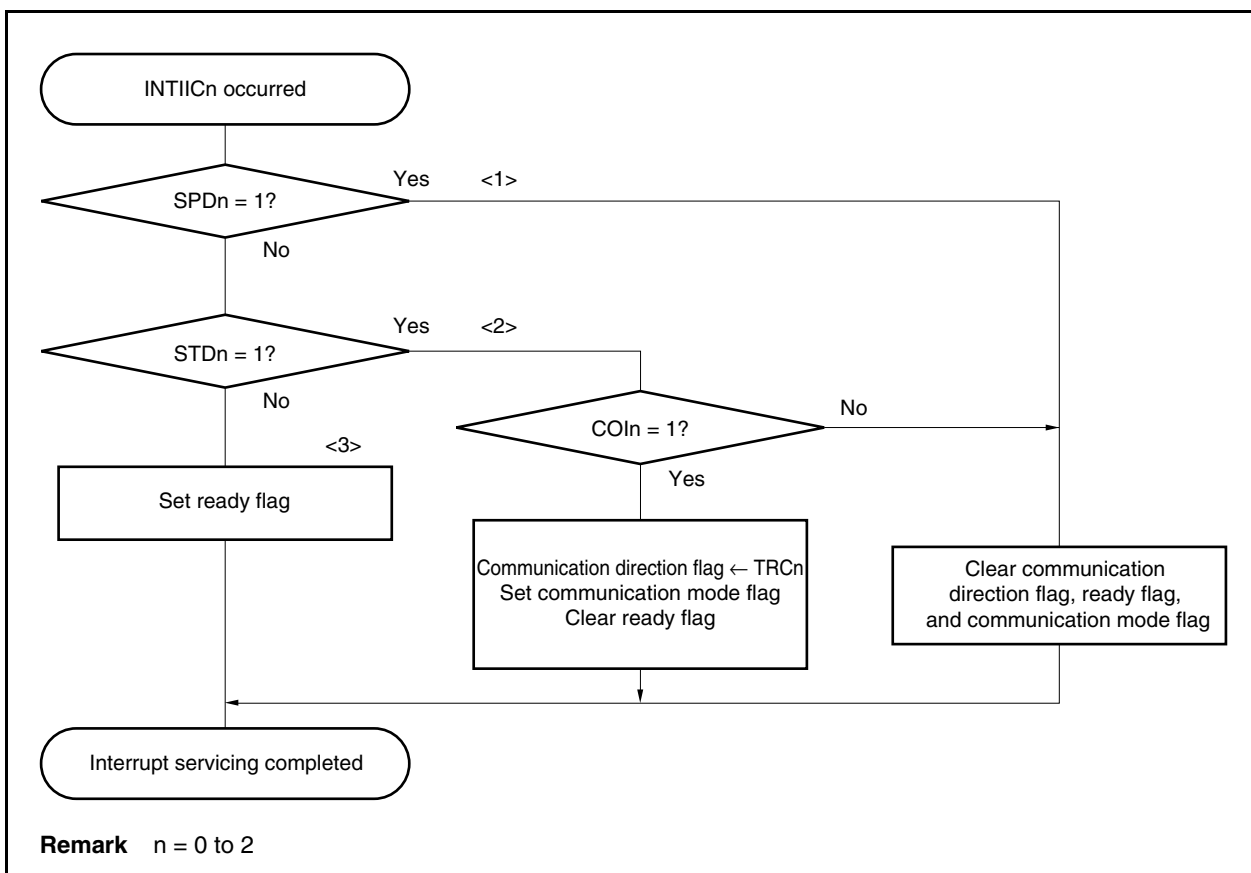 INTIICn occurred
Yes <1>
SPDn = 1?
No
Yes <2>
STDn = 1?
No
No
COIn = 1?
<3>
Yes
Set ready flag
Communication direction flag ← TRCn
Set communication mode flag
Clear ready flag
Clear communication
direction flag, ready flag,
and communication mode flag
Interrupt servicing completed
Remark n = 0 to 2